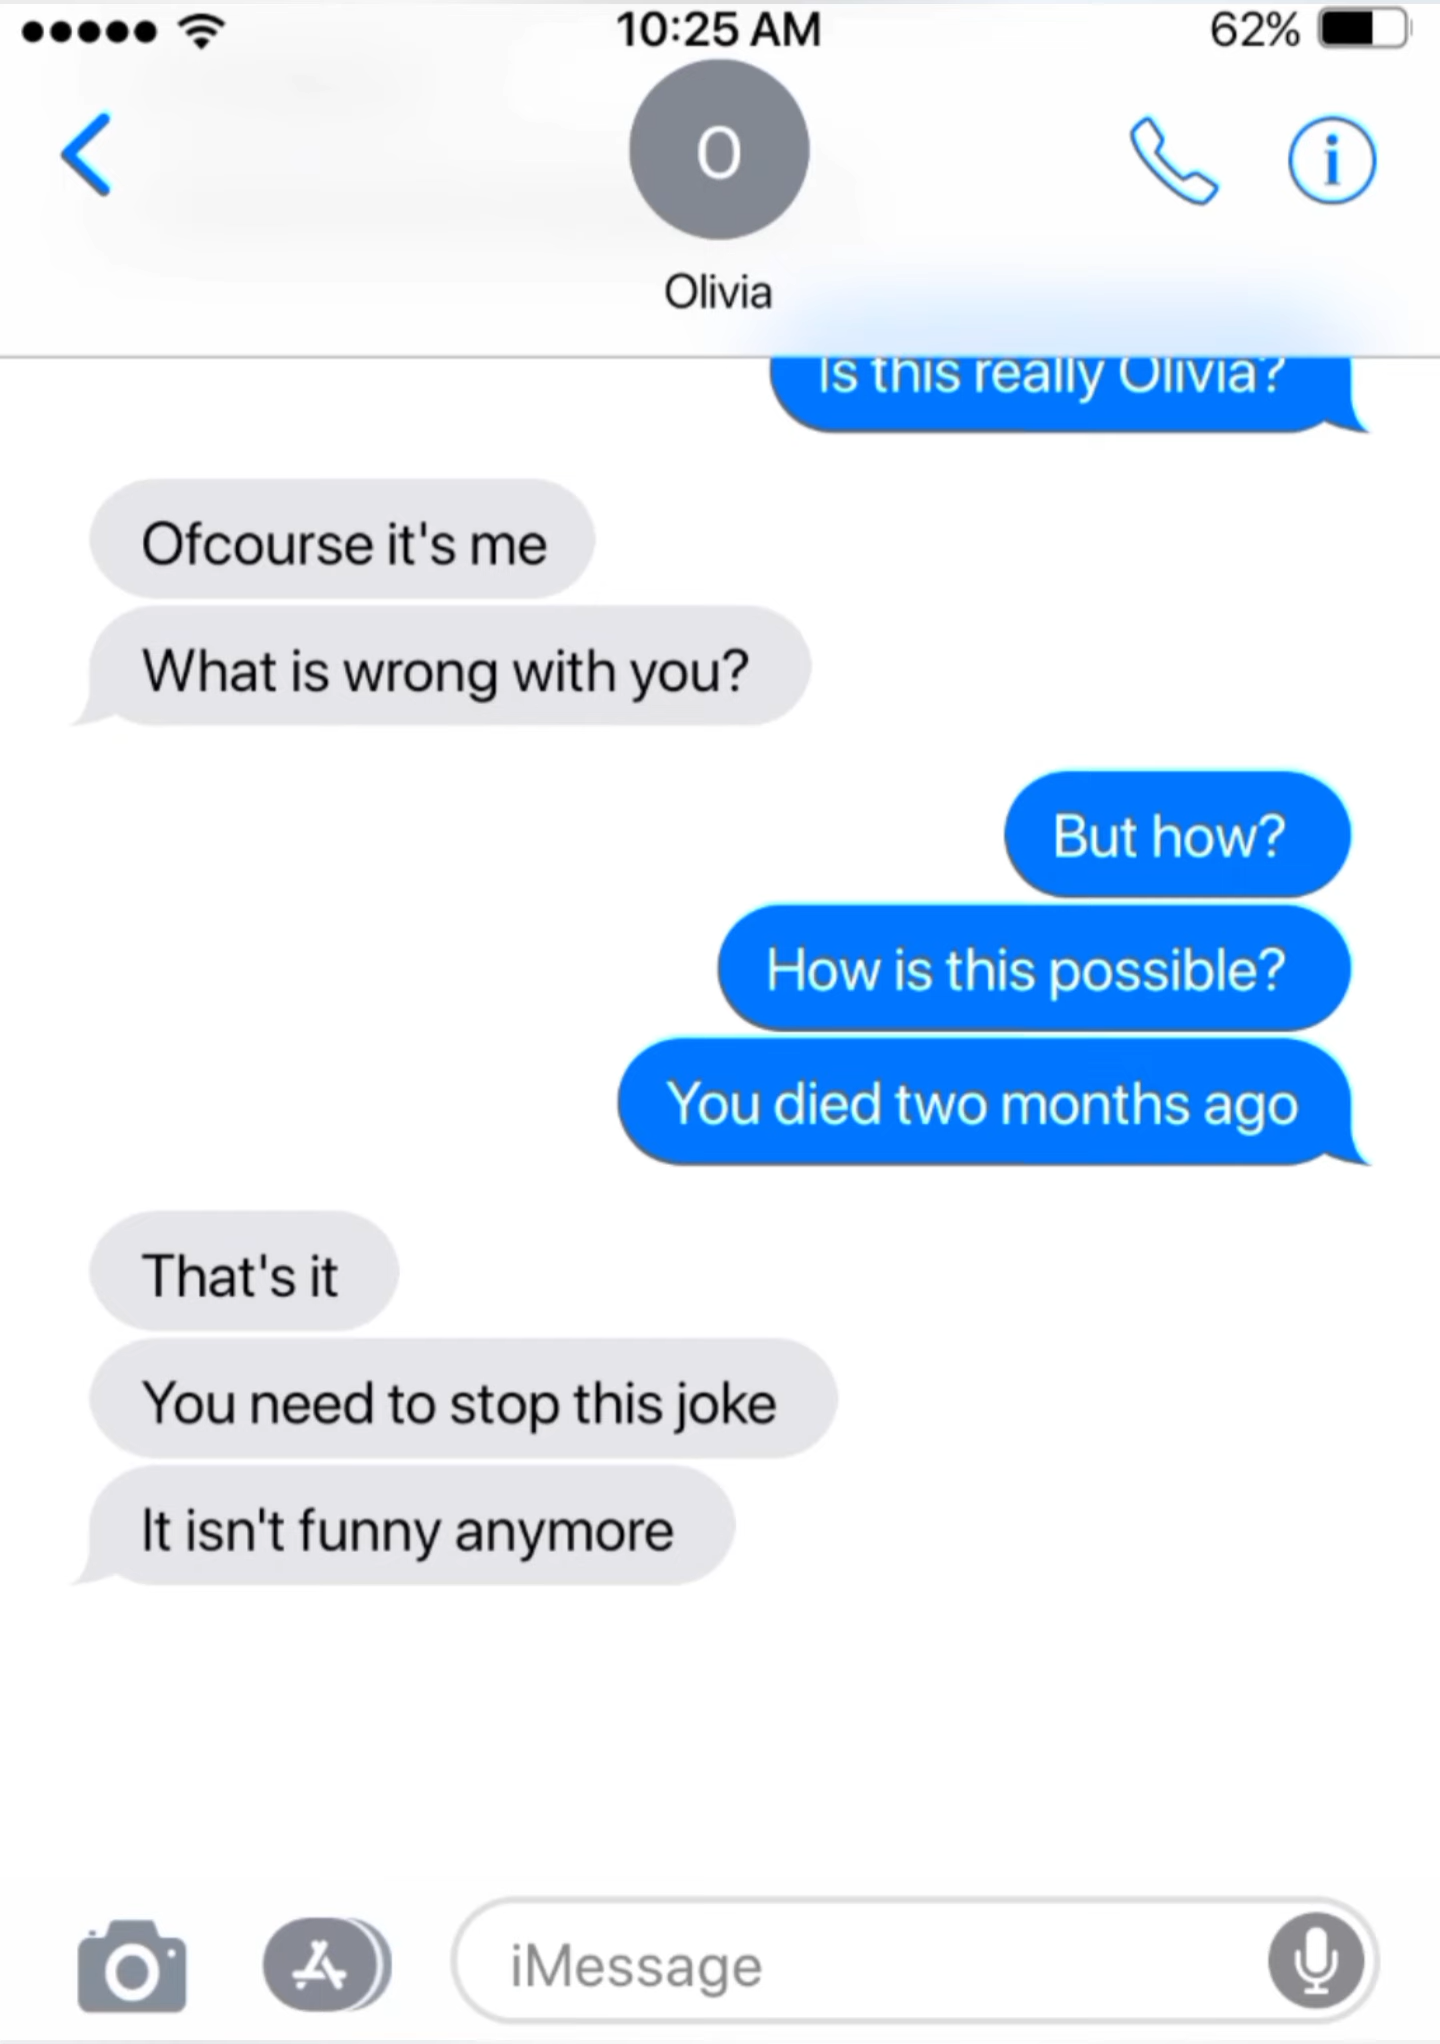 10:25 AM
62%
O
Olivia
Is this really Olivia?
Ofcourse it's me
What is wrong with you?
But how?
How is this possible?
You died two months ago
That's it
You need to stop this joke
It isn't funny anymore
iMessage